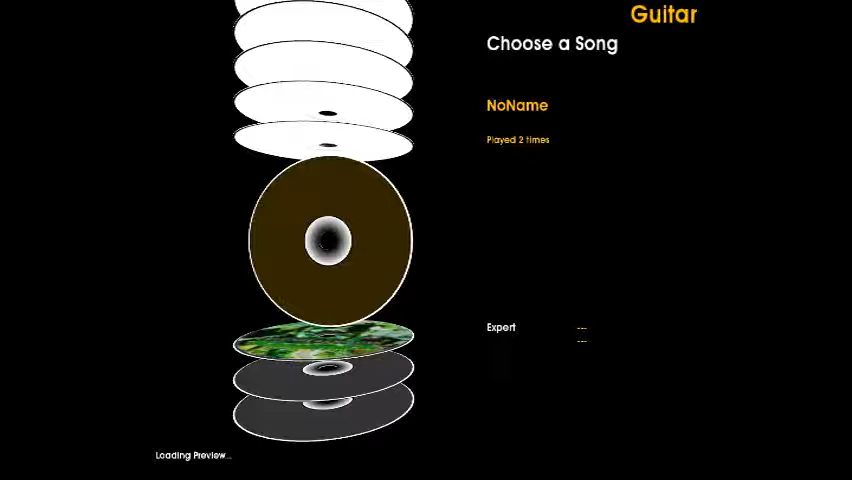 Guitar
Choose a Song
NoName
Played 2 times
Expert
---
---
Loading Preview...